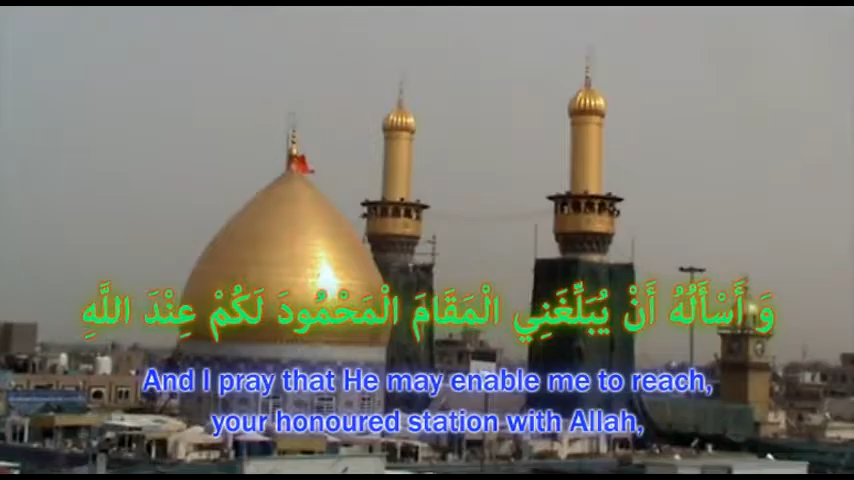 وَ أَسْأَلُهُ أَنْ يُبَلِّغَنِي الْمَقَامَ الْمَحْمُودَ لَكُمْ عِنْدَ اللَّهِ
And I pray that He may enable me to reach,
your honoured station with Allah,